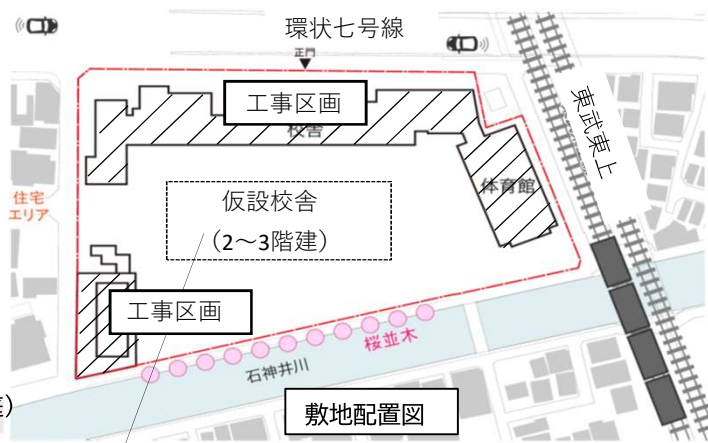 環状七号線
正門
工事区画
校舎
東武東上
体育館
住宅
エリア
仮設校舎
（2～3階建）
工事区画
桜並木
石神井川
敷地配置図